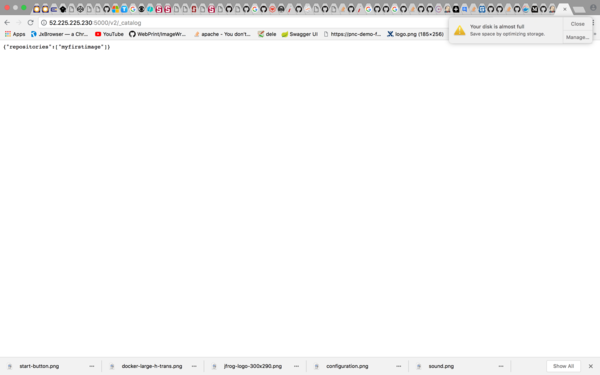 52.225.225.230:5000/v2/_catalog
Your disk is almost full
Save space by optimizing storage.
Close
Manage...
Apps
JxBrowser — a Chr...
YouTube
WebPrint/ImageWr...
apache - You don't...
dele
Swagger UI
https://pnc-demo-f...
logo.png (185×256)
{"repositories":["myfirstimage"]}
start-button.png
docker-large-h-trans.png
jfrog-logo-300x290.png
configuration.png
sound.png
Show All